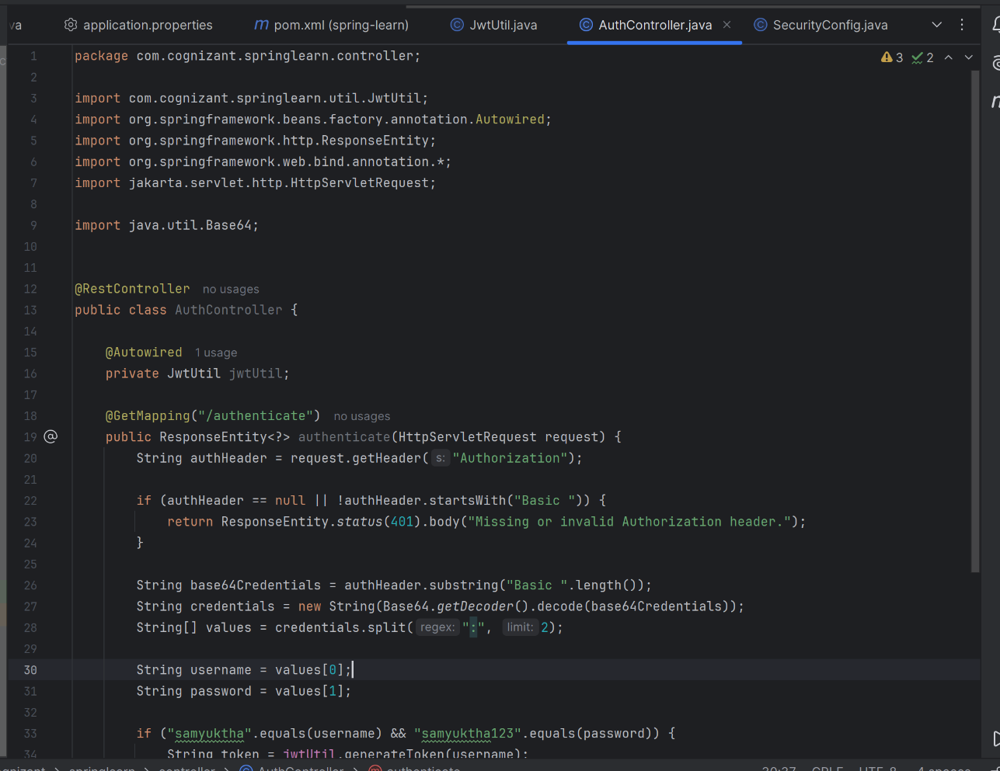 va application.properties pom.xml (spring-learn) JwtUtil.java AuthController.java SecurityConfig.java
1 package com.cognizant.springlearn.controller; 3 2
2
3 import com.cognizant.springlearn.util.JwtUtil;
4 import org.springframework.beans.factory.annotation.Autowired;
5 import org.springframework.http.ResponseEntity;
6 import org.springframework.web.bind.annotation.*;
7 import jakarta.servlet.http.HttpServletRequest;
8
9 import java.util.Base64;
10
11
12 @RestController no usages
13 public class AuthController {
14
15 @Autowired 1 usage
16 private JwtUtil jwtUtil;
17
18 @GetMapping("/authenticate") no usages
19 public ResponseEntity<?> authenticate(HttpServletRequest request) {
20 String authHeader = request.getHeader( s: "Authorization");
21
22 if (authHeader == null || !authHeader.startsWith("Basic ")) {
23 return ResponseEntity.status(401).body("Missing or invalid Authorization header.");
24 }
25
26 String base64Credentials = authHeader.substring("Basic ".length());
27 String credentials = new String(Base64.getDecoder().decode(base64Credentials));
28 String[] values = credentials.split( regex: ":", limit: 2);
29
30 String username = values[0];
31 String password = values[1];
32
33 if ("samyuktha".equals(username) && "samyuktha123".equals(password)) {
34 String token = jwtUtil.generateToken(username);
springlearn controller AuthController authenticate 30:37 CRLF UTF-8 4 spaces